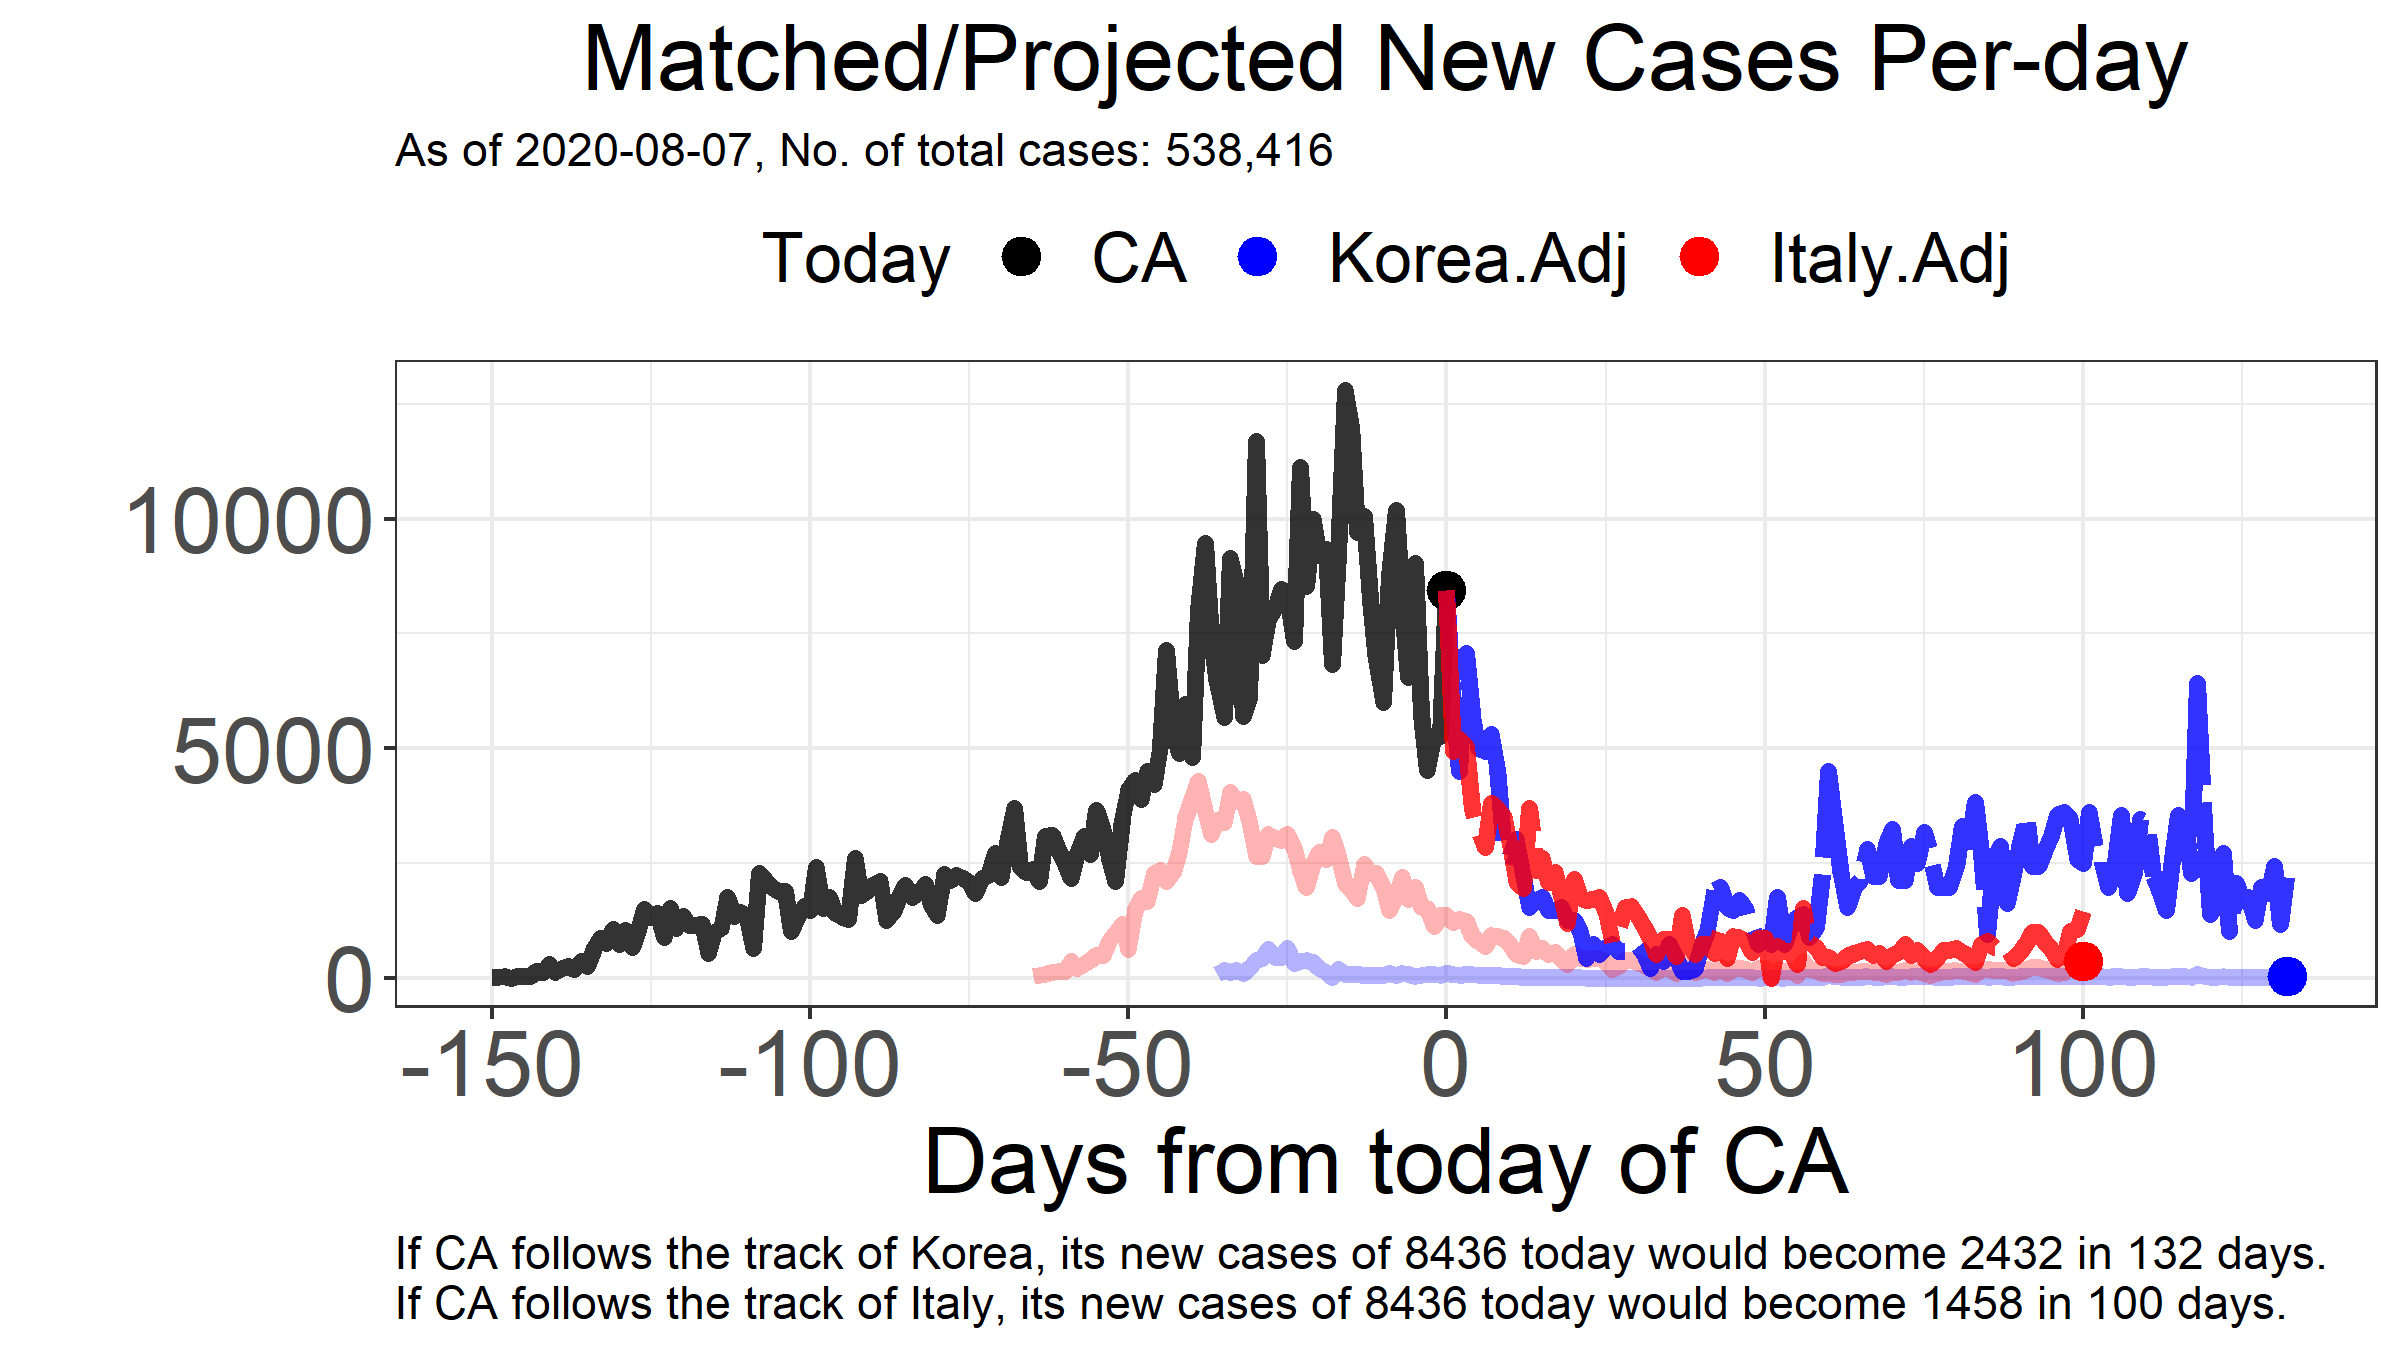 Matched/Projected New Cases Per-day
As of 2020-08-07, No. of total cases: 538,416
Today CA Korea.Adj Italy.Adj
10000
5000
0
-150 -100 -50 0 50 100
Days from today of CA
If CA follows the track of Korea, its new cases of 8436 today would become 2432 in 132 days.
If CA follows the track of Italy, its new cases of 8436 today would become 1458 in 100 days.